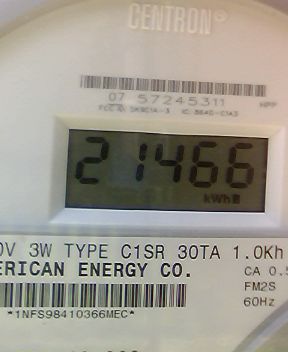 CENTRON®
07 57245311
21466
kWh
0V 3W TYPE C1SR 30TA 1.0Kh
ERICAN ENERGY CO.
CA 0.5
FM2S
60Hz
*1NFS98410366MEC*